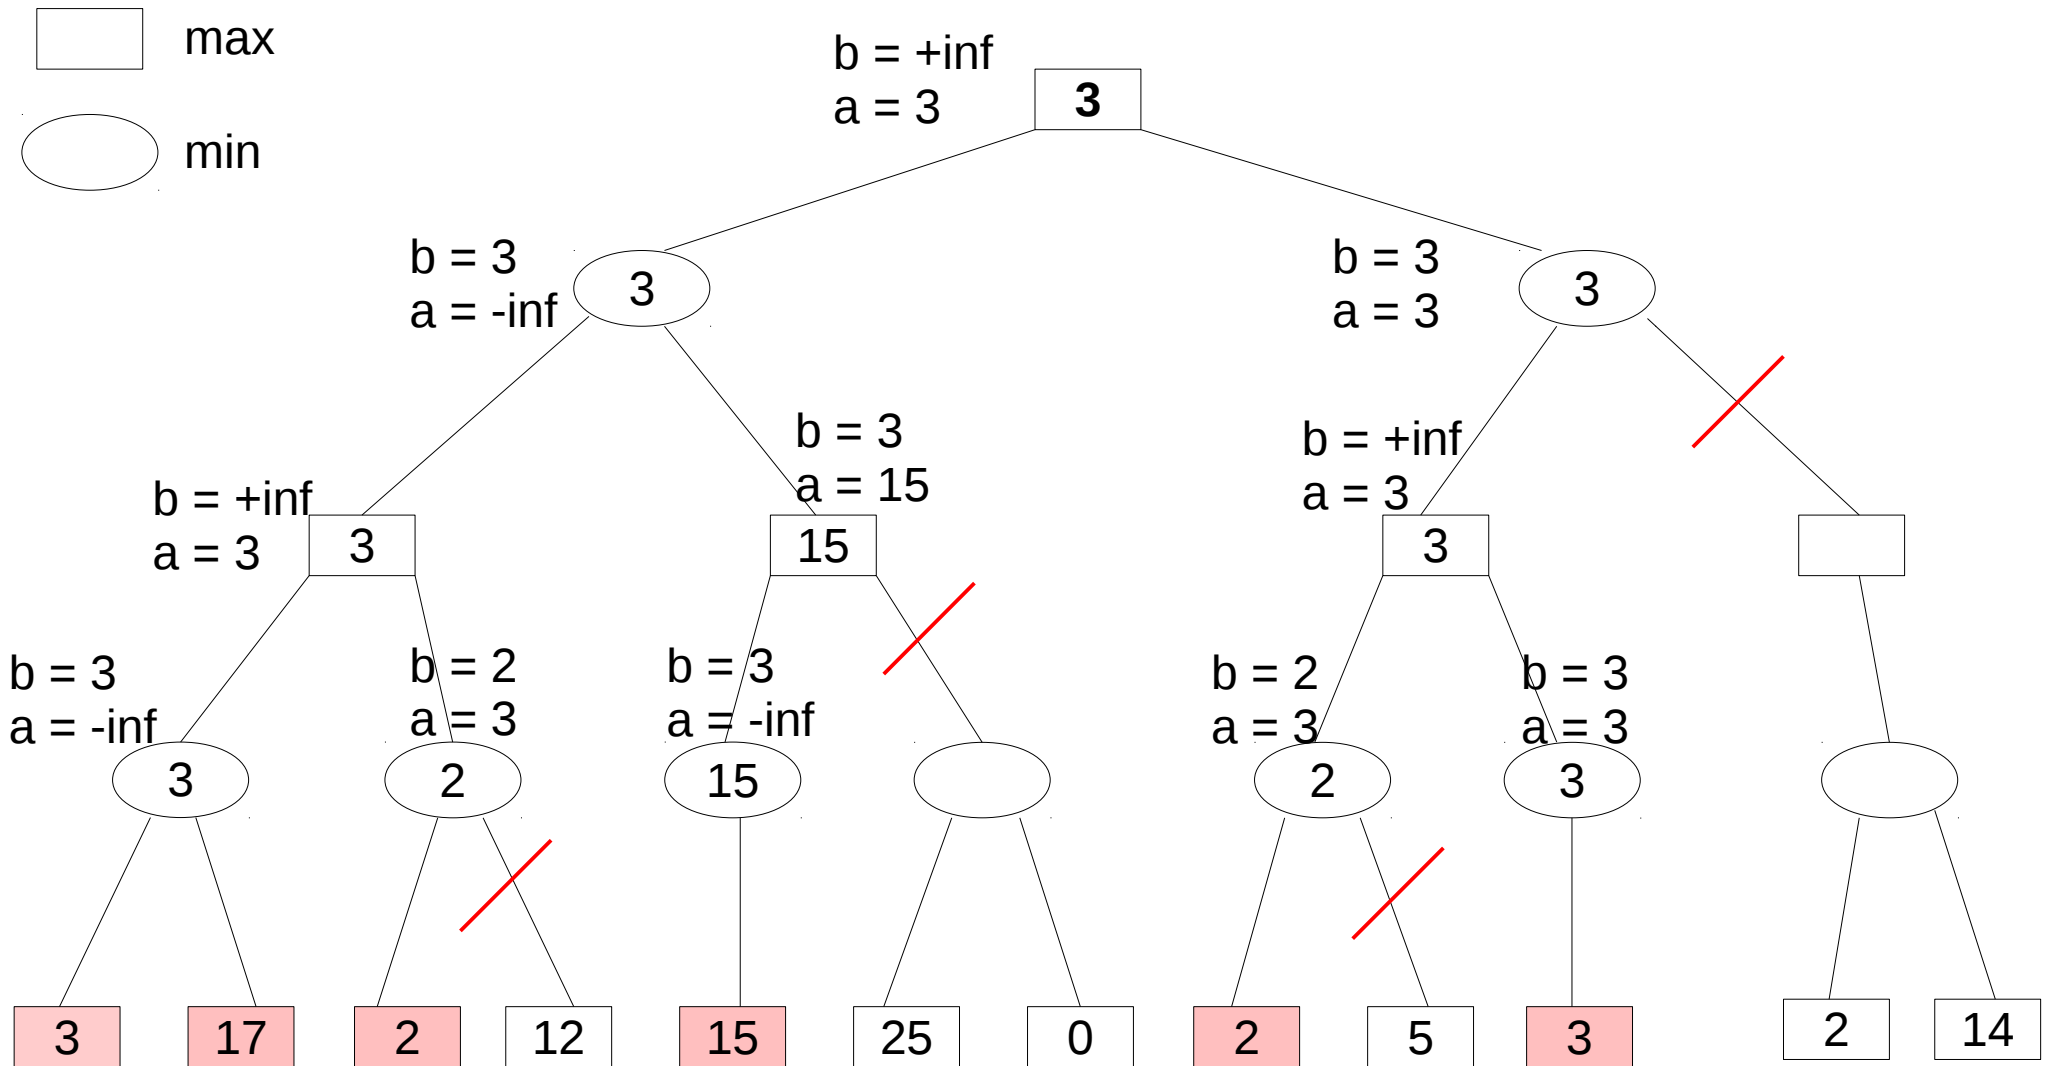 max
min
b = +inf
a = 3
3
b = 3
a = -inf
3
b = 3
a = 3
3
b = +inf
a = 3
3
b = 3
a = 15
15
b = +inf
a = 3
3
b = 3
a = -inf
3
b = 2
a = 3
2
b = 3
a = -inf
15
b = 2
a = 3
2
b = 3
a = 3
3
3 17 2 12 15 25 0 2 5 3 2 14